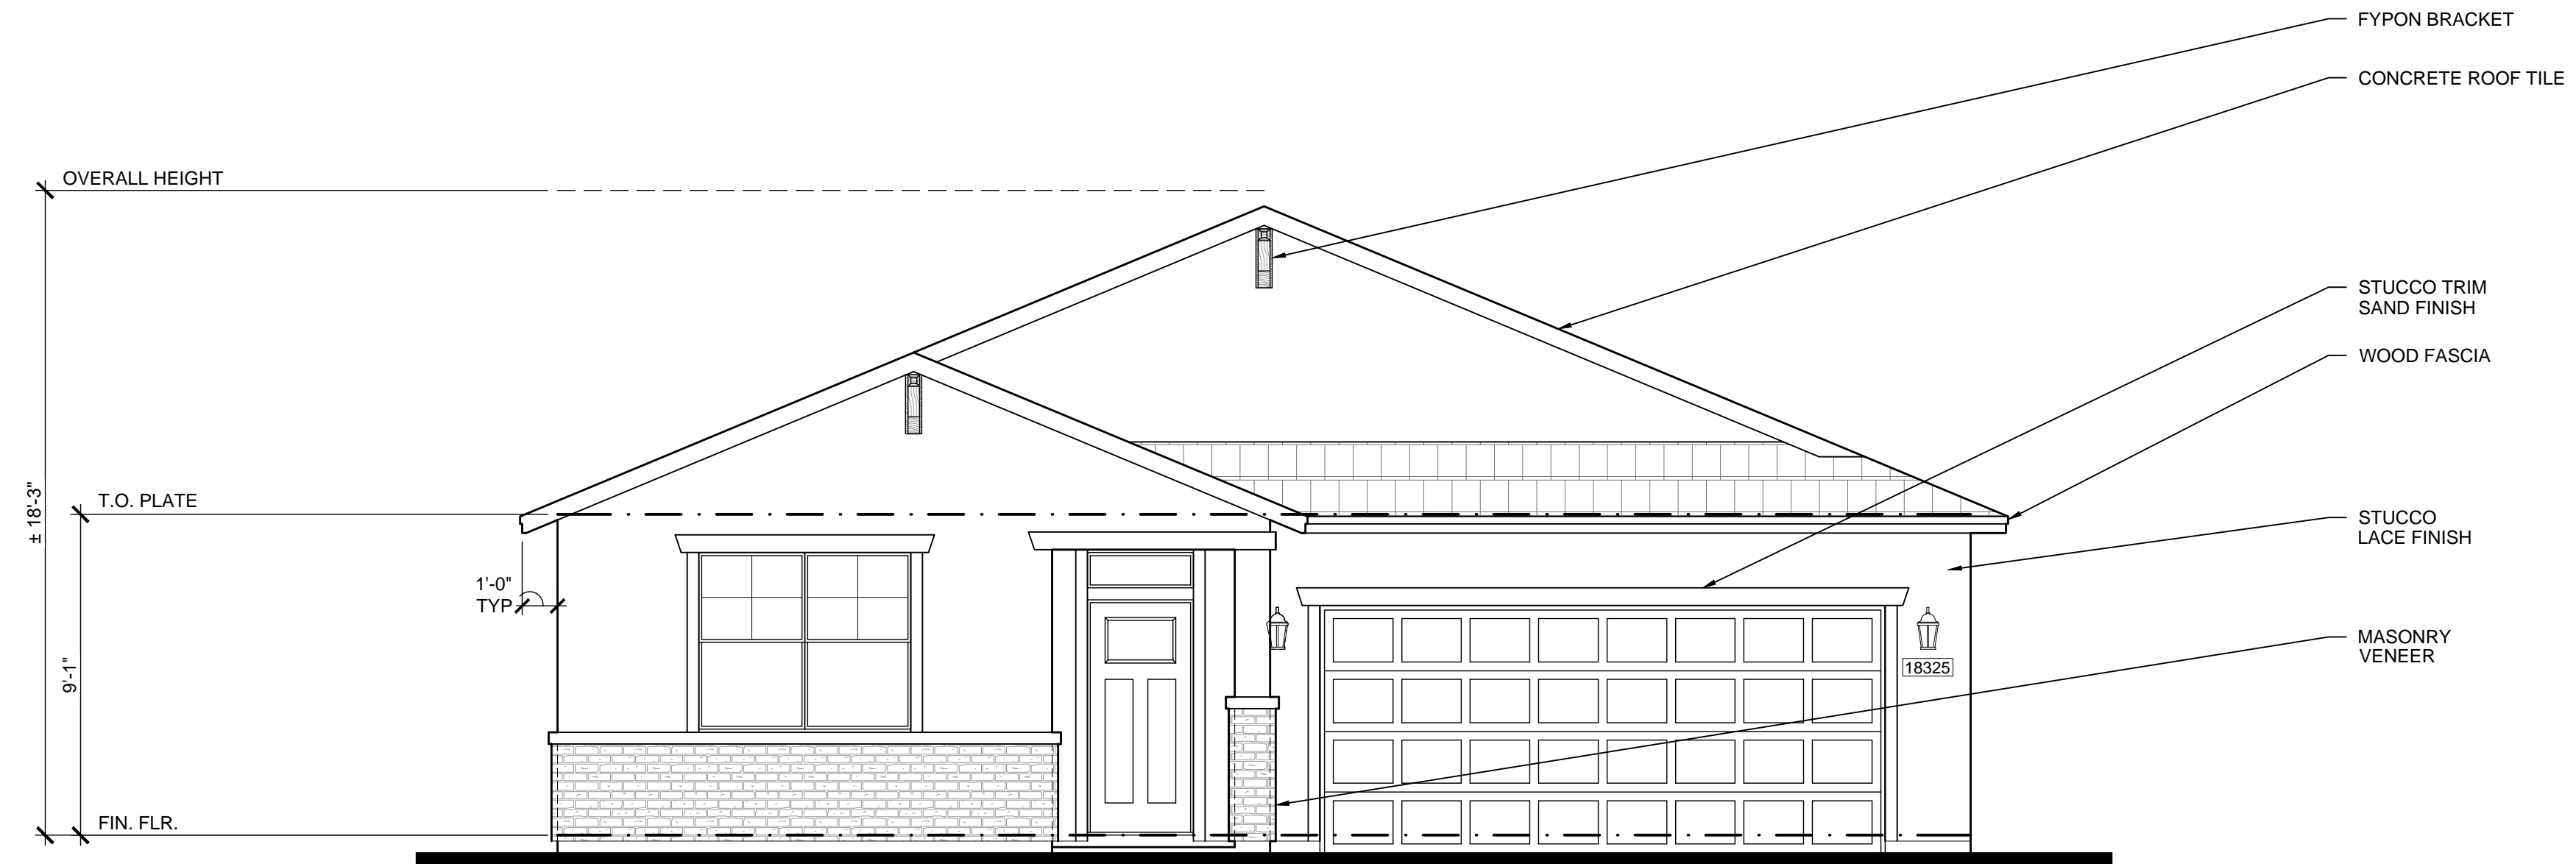 FYPON BRACKET
CONCRETE ROOF TILE
OVERALL HEIGHT
STUCCO TRIM
SAND FINISH
WOOD FASCIA
± 18'-3"
T.O. PLATE
STUCCO
LACE FINISH
1'-0"
TYP
9'-1"
MASONRY
VENEER
18325
FIN. FLR.